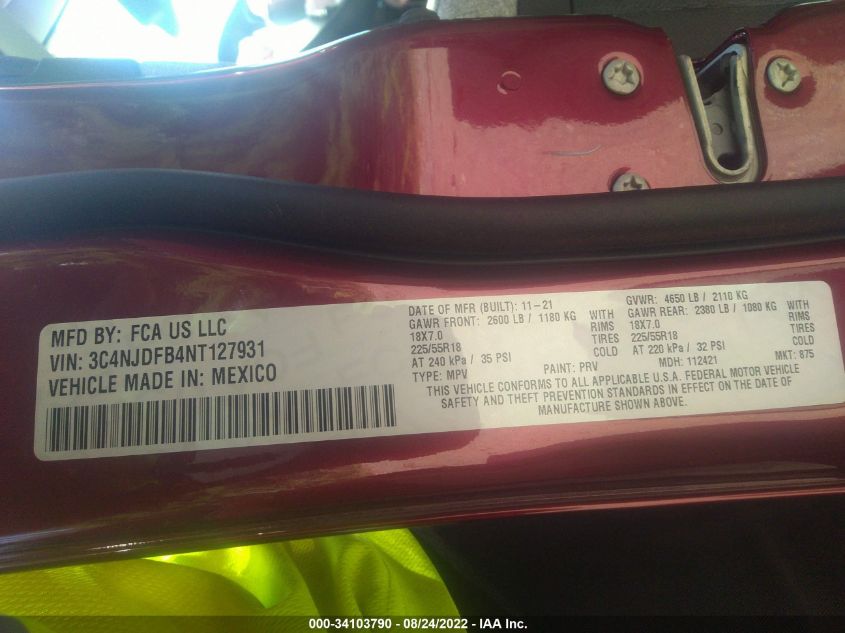 MFD BY: FCA US LLC
VIN: 3C4NJDFB4NT127931
VEHICLE MADE IN: MEXICO
DATE OF MFR (BUILT): 11-21
GAWR FRONT: 2600 LB / 1180 KG WITH
18X7.0 RIMS
225/55R18 TIRES
AT 240 kPa / 35 PSI COLD
TYPE: MPV
GVWR: 4650 LB / 2110 KG
GAWR REAR: 2380 LB / 1080 KG WITH
18X7.0 RIMS
225/55R18 TIRES
AT 220 kPa / 32 PSI COLD
PAINT: PRV MDH: 112421 MKT: 875
THIS VEHICLE CONFORMS TO ALL APPLICABLE U.S.A. FEDERAL MOTOR VEHICLE
SAFETY AND THEFT PREVENTION STANDARDS IN EFFECT ON THE DATE OF
MANUFACTURE SHOWN ABOVE.
000-34103790 - 08/24/2022 - IAA Inc.